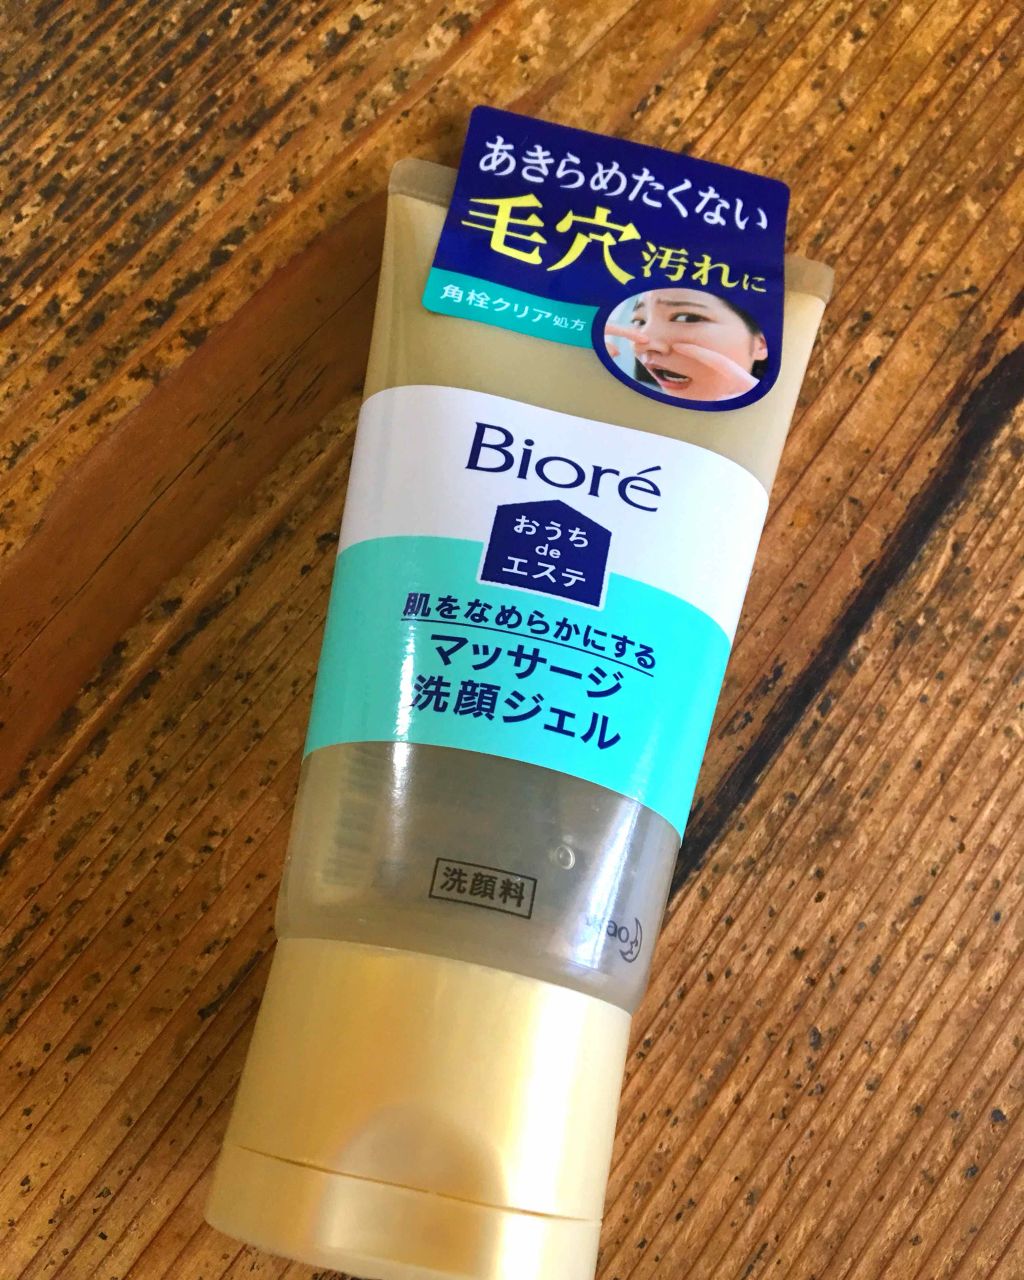 あきらめたくない
毛穴汚れに
角栓クリア処方
Bioré
おうち
de
エステ
肌をなめらかにする
マッサージ
洗顔ジェル
洗顔料
Kao